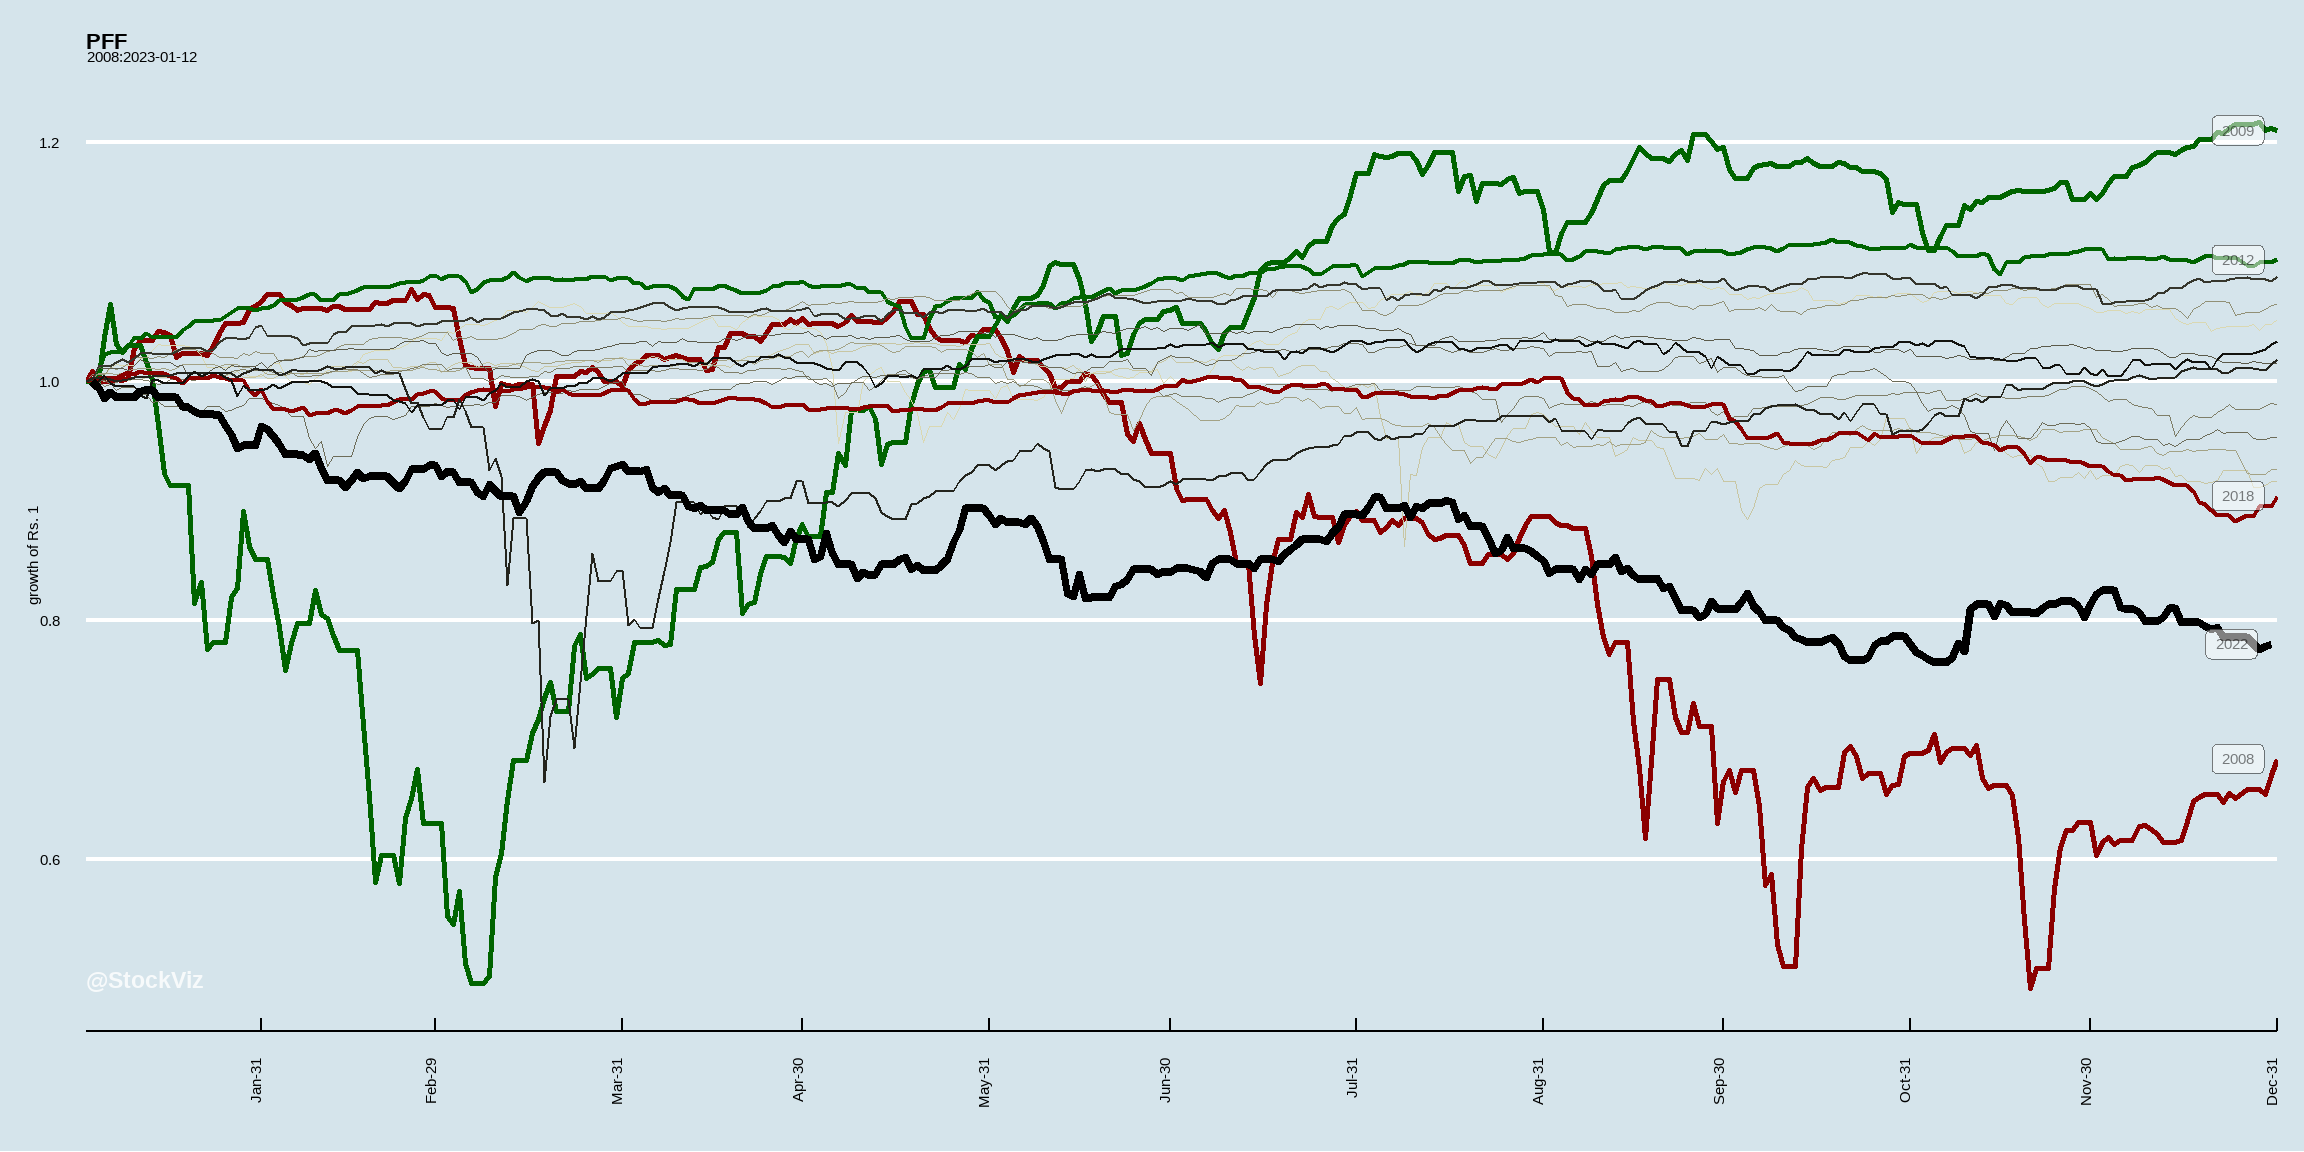 PFF
2008:2023-01-12
1.2
1.0
0.8
0.6
growth of Rs. 1
2009
2012
2018
2022
2008
@StockViz
Jan-31
Feb-29
Mar-31
Apr-30
May-31
Jun-30
Jul-31
Aug-31
Sep-30
Oct-31
Nov-30
Dec-31